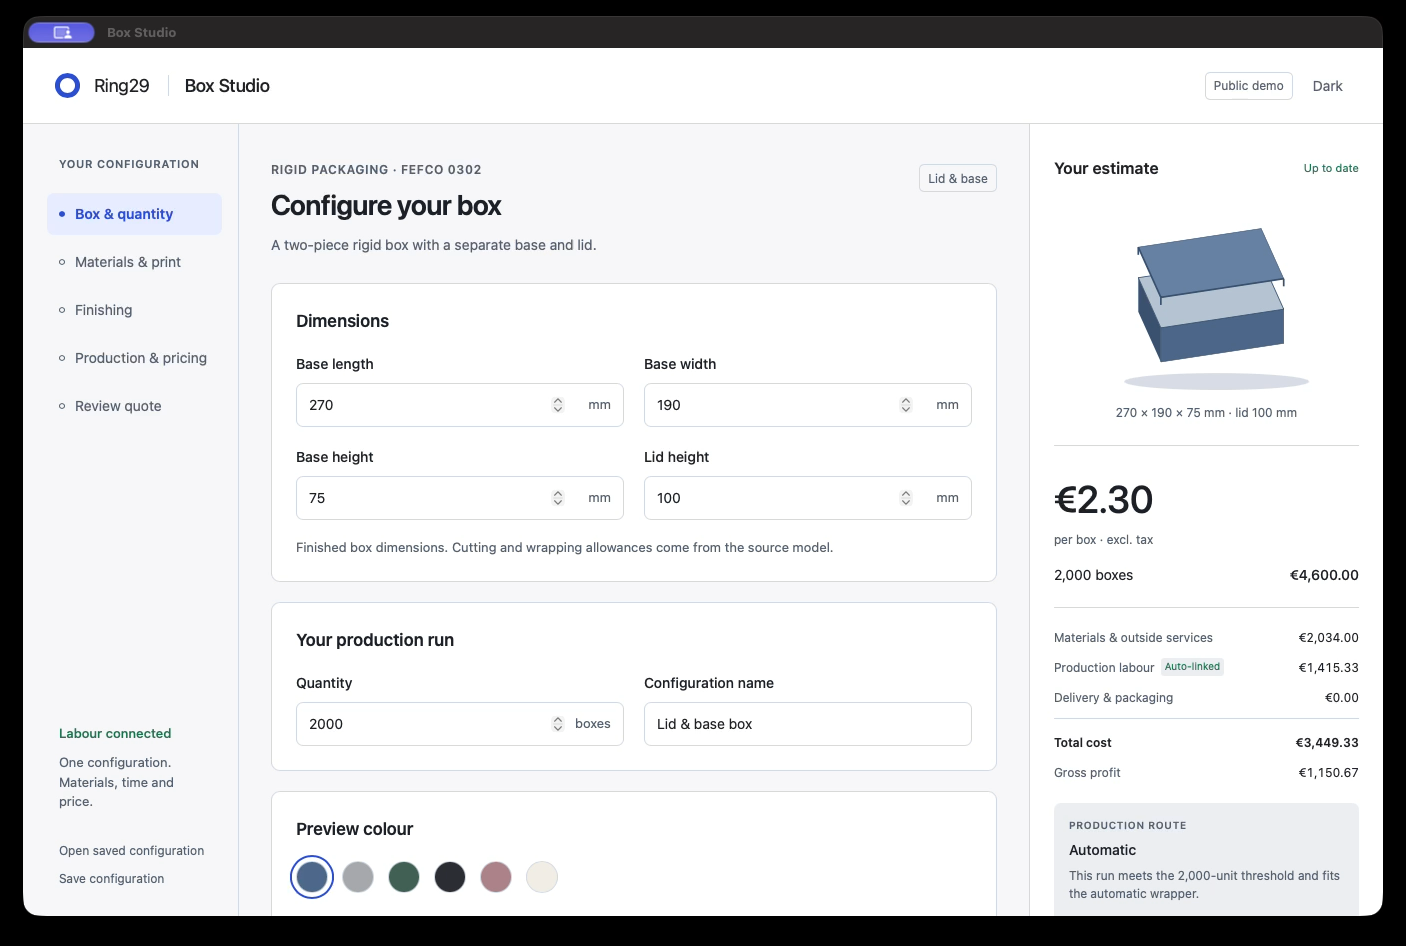 Box Studio
Ring29
Box Studio
Public demo
Dark
YOUR CONFIGURATION
Box & quantity
Materials & print
Finishing
Production & pricing
Review quote
Labour connected
One configuration.
Materials, time and
price.
Open saved configuration
Save configuration
RIGID PACKAGING · FEFCO 0302
Lid & base
Configure your box
A two-piece rigid box with a separate base and lid.
Dimensions
Base length
Base width
270 mm
190 mm
Base height
Lid height
75 mm
100 mm
Finished box dimensions. Cutting and wrapping allowances come from the source model.
Your production run
Quantity
Configuration name
2000 boxes
Lid & base box
Preview colour
Your estimate
Up to date
270 × 190 × 75 mm · lid 100 mm
€2.30
per box · excl. tax
2,000 boxes €4,600.00
Materials & outside services €2,034.00
Production labour Auto-linked €1,415.33
Delivery & packaging €0.00
Total cost €3,449.33
Gross profit €1,150.67
PRODUCTION ROUTE
Automatic
This run meets the 2,000-unit threshold and fits
the automatic wrapper.